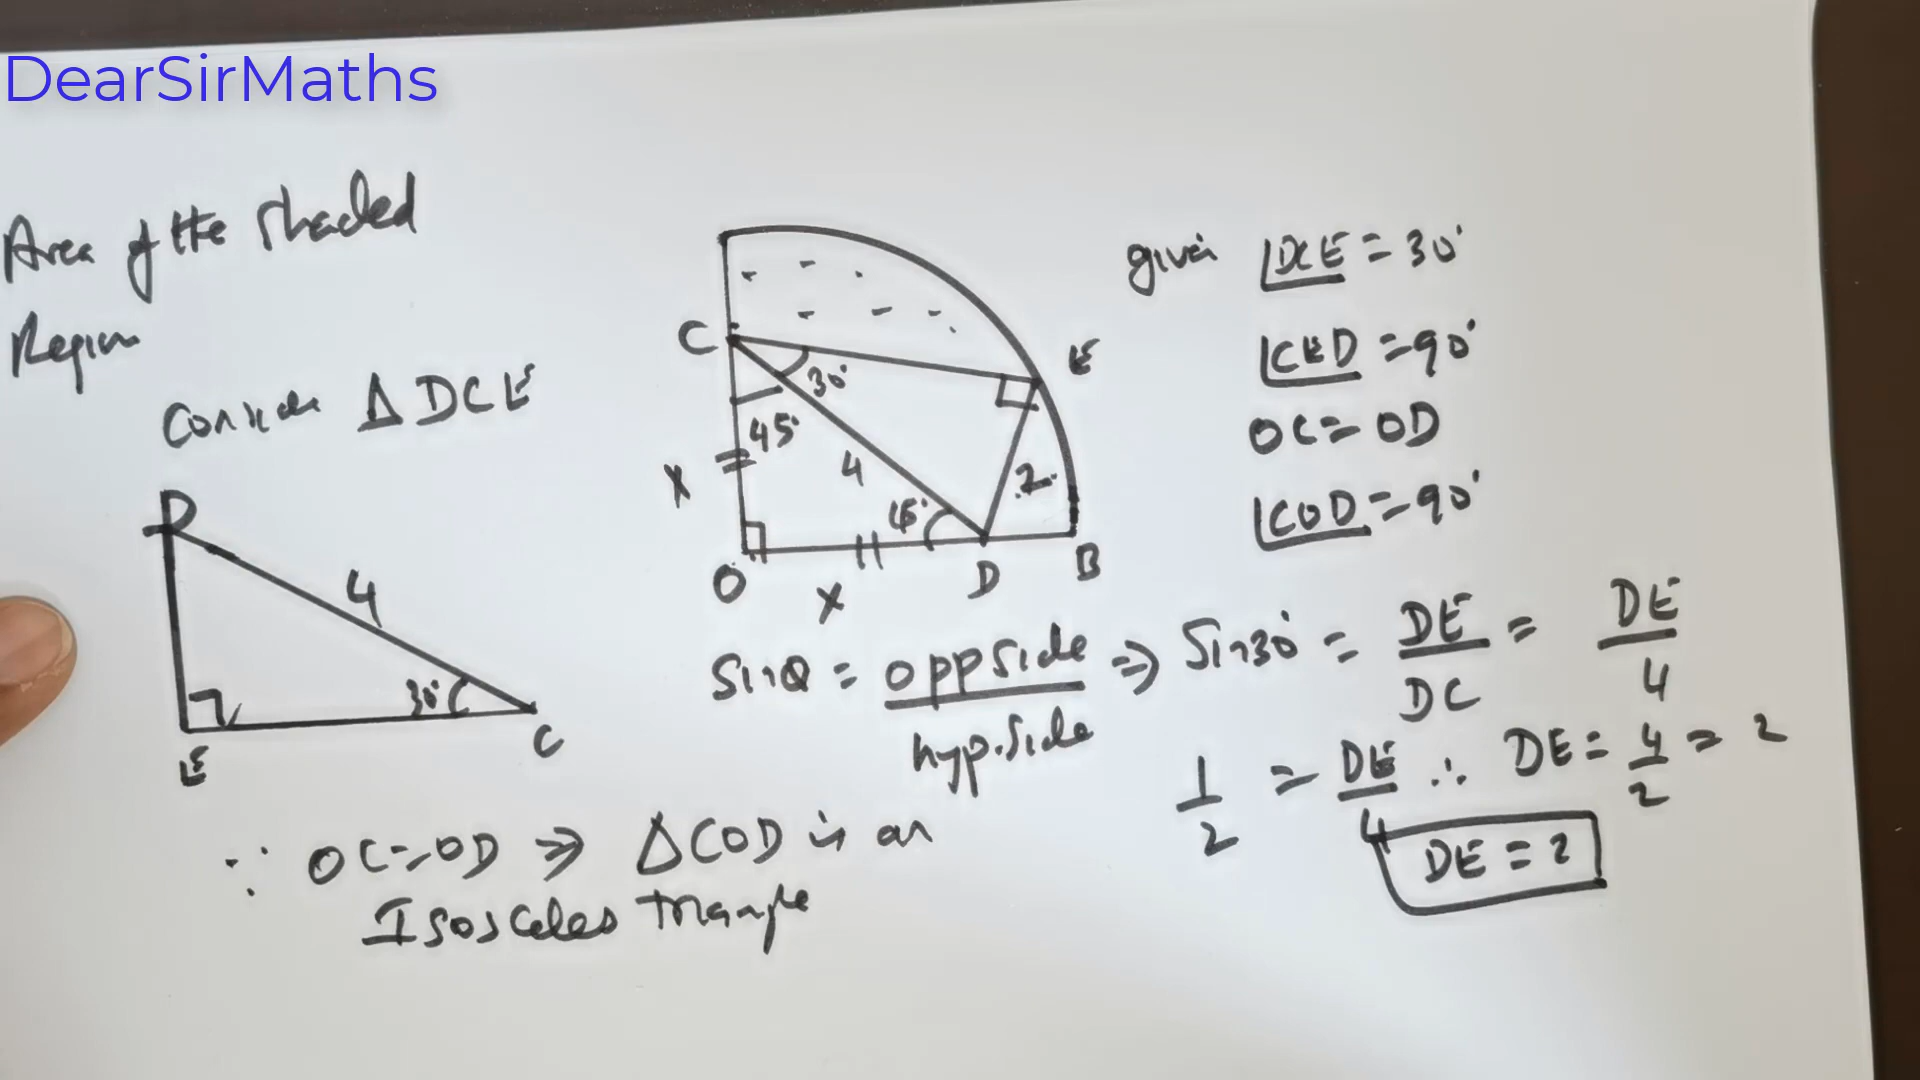 DearSirMaths
Area of the shaded
Region
Consider Δ DCE
D
4
30°
E
C
C
E
30°
45°
4
45°
2
x
O
x
D
B
given ∠DCE = 30°
∠CED = 90°
OC = OD
∠COD = 90°
Sinθ = opp side / hyp. side ⇒ Sin30° = DE/DC = DE/4
1/2 = DE/4 ∴ DE = 4/2 = 2
DE = 2
∵ OC = OD ⇒ ΔCOD is an
Isosceles triangle